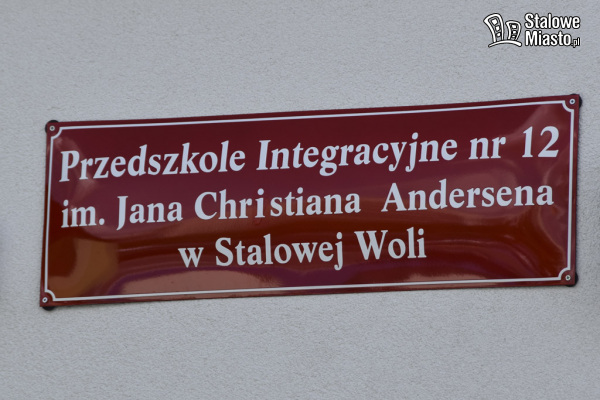 Stalowe
Miasto.pl
Przedszkole Integracyjne nr 12
im. Jana Christiana Andersena
w Stalowej Woli